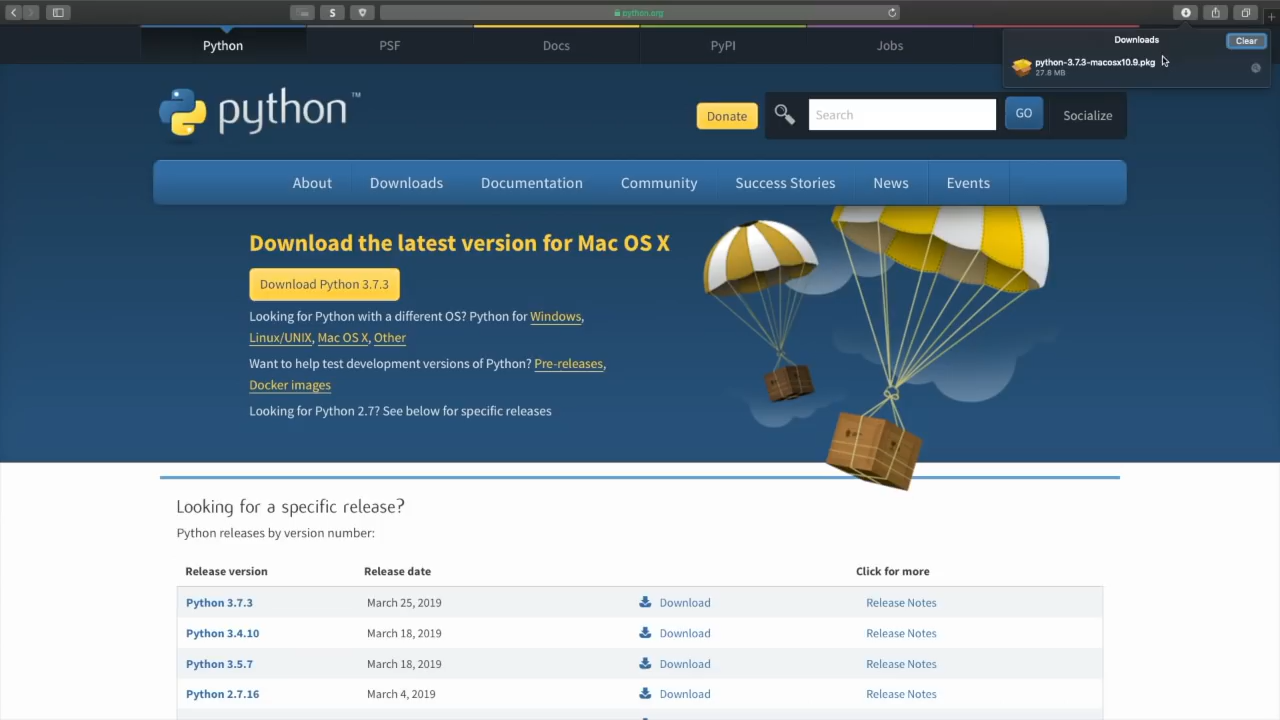 S
python.org
Python
PSF
Docs
PyPI
Jobs
Downloads
Clear
python-3.7.3-macosx10.9.pkg
27.8 MB
python™
Donate
Search
GO
Socialize
About
Downloads
Documentation
Community
Success Stories
News
Events
Download the latest version for Mac OS X
Download Python 3.7.3
Looking for Python with a different OS? Python for Windows,
Linux/UNIX, Mac OS X, Other
Want to help test development versions of Python? Pre-releases,
Docker images
Looking for Python 2.7? See below for specific releases
Looking for a specific release?
Python releases by version number:
Release version Release date Click for more
Python 3.7.3 March 25, 2019 Download Release Notes
Python 3.4.10 March 18, 2019 Download Release Notes
Python 3.5.7 March 18, 2019 Download Release Notes
Python 2.7.16 March 4, 2019 Download Release Notes